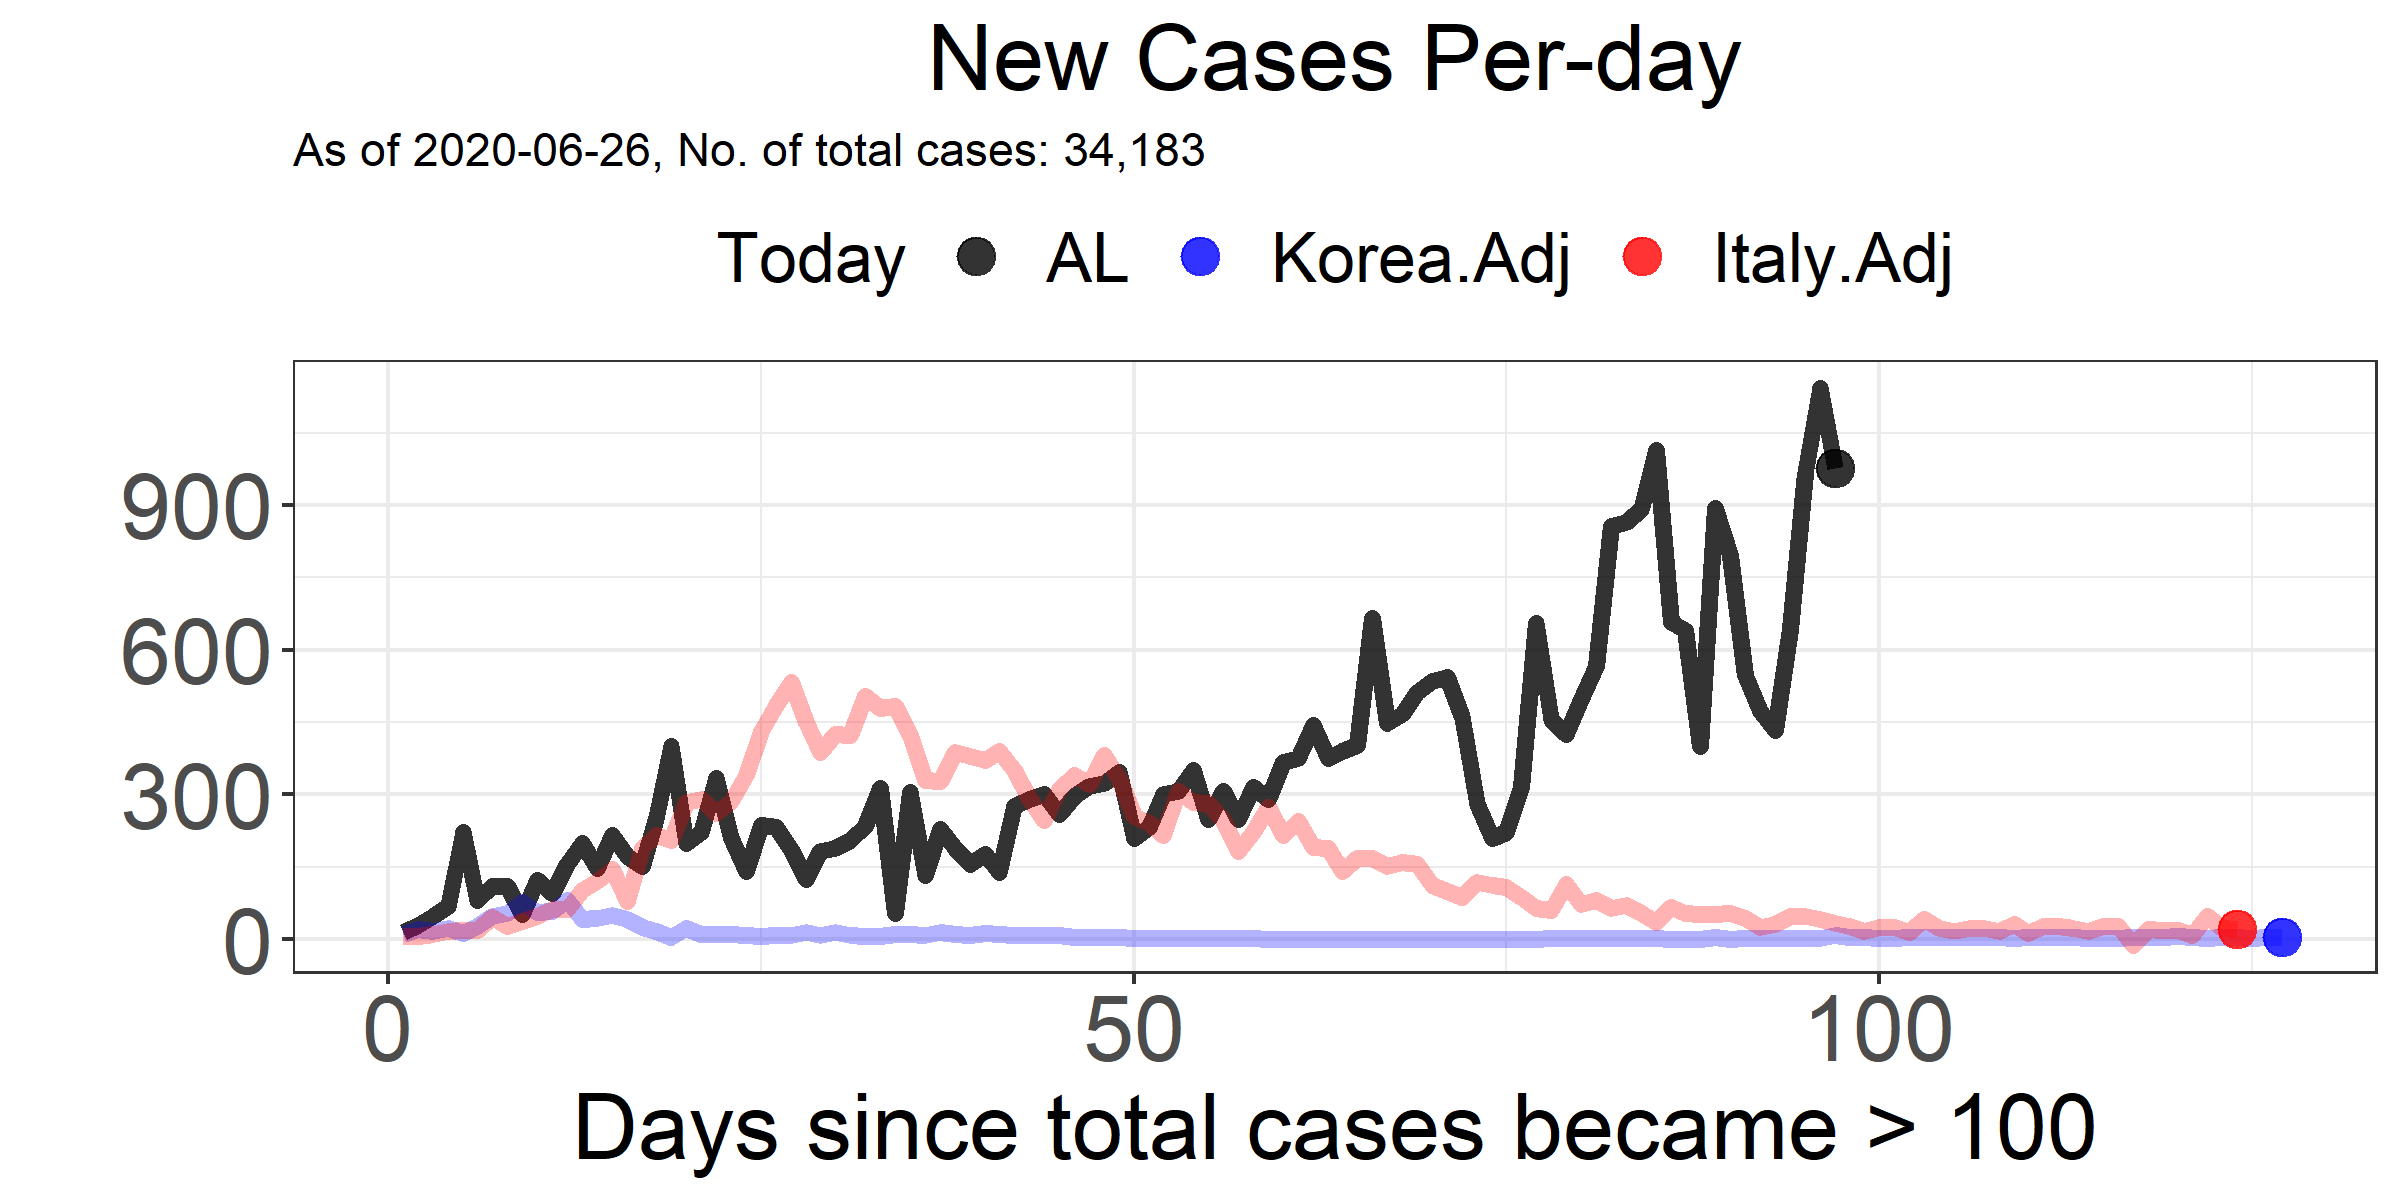 New Cases Per-day
As of 2020-06-26, No. of total cases: 34,183
Today AL Korea.Adj Italy.Adj
900
600
300
0
0 50 100
Days since total cases became > 100